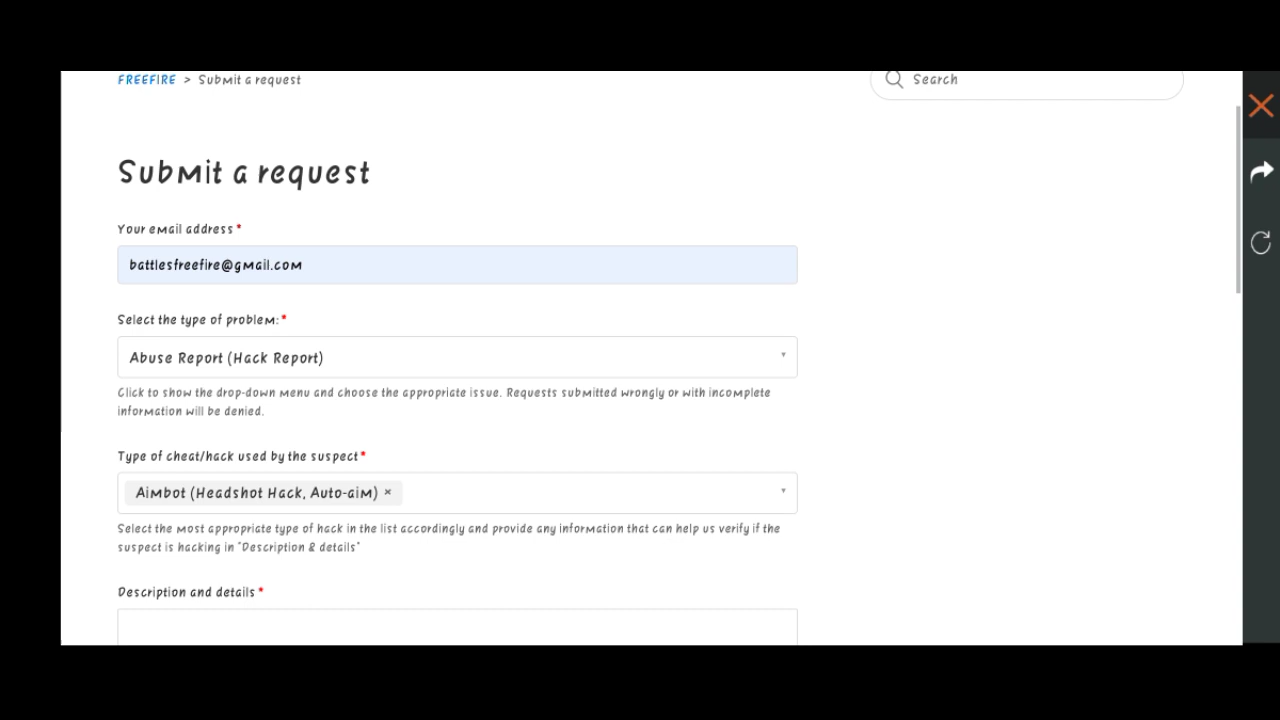 FREEFIRE > Submit a request
Search
Submit a request
Your email address *
battlesfreefire@gmail.com
Select the type of problem: *
Abuse Report (Hack Report)
Click to show the drop-down menu and choose the appropriate issue. Requests submitted wrongly or with incomplete
information will be denied.
Type of cheat/hack used by the suspect *
Aimbot (Headshot Hack, Auto-aim) ×
Select the most appropriate type of hack in the list accordingly and provide any information that can help us verify if the
suspect is hacking in "Description & details"
Description and details *